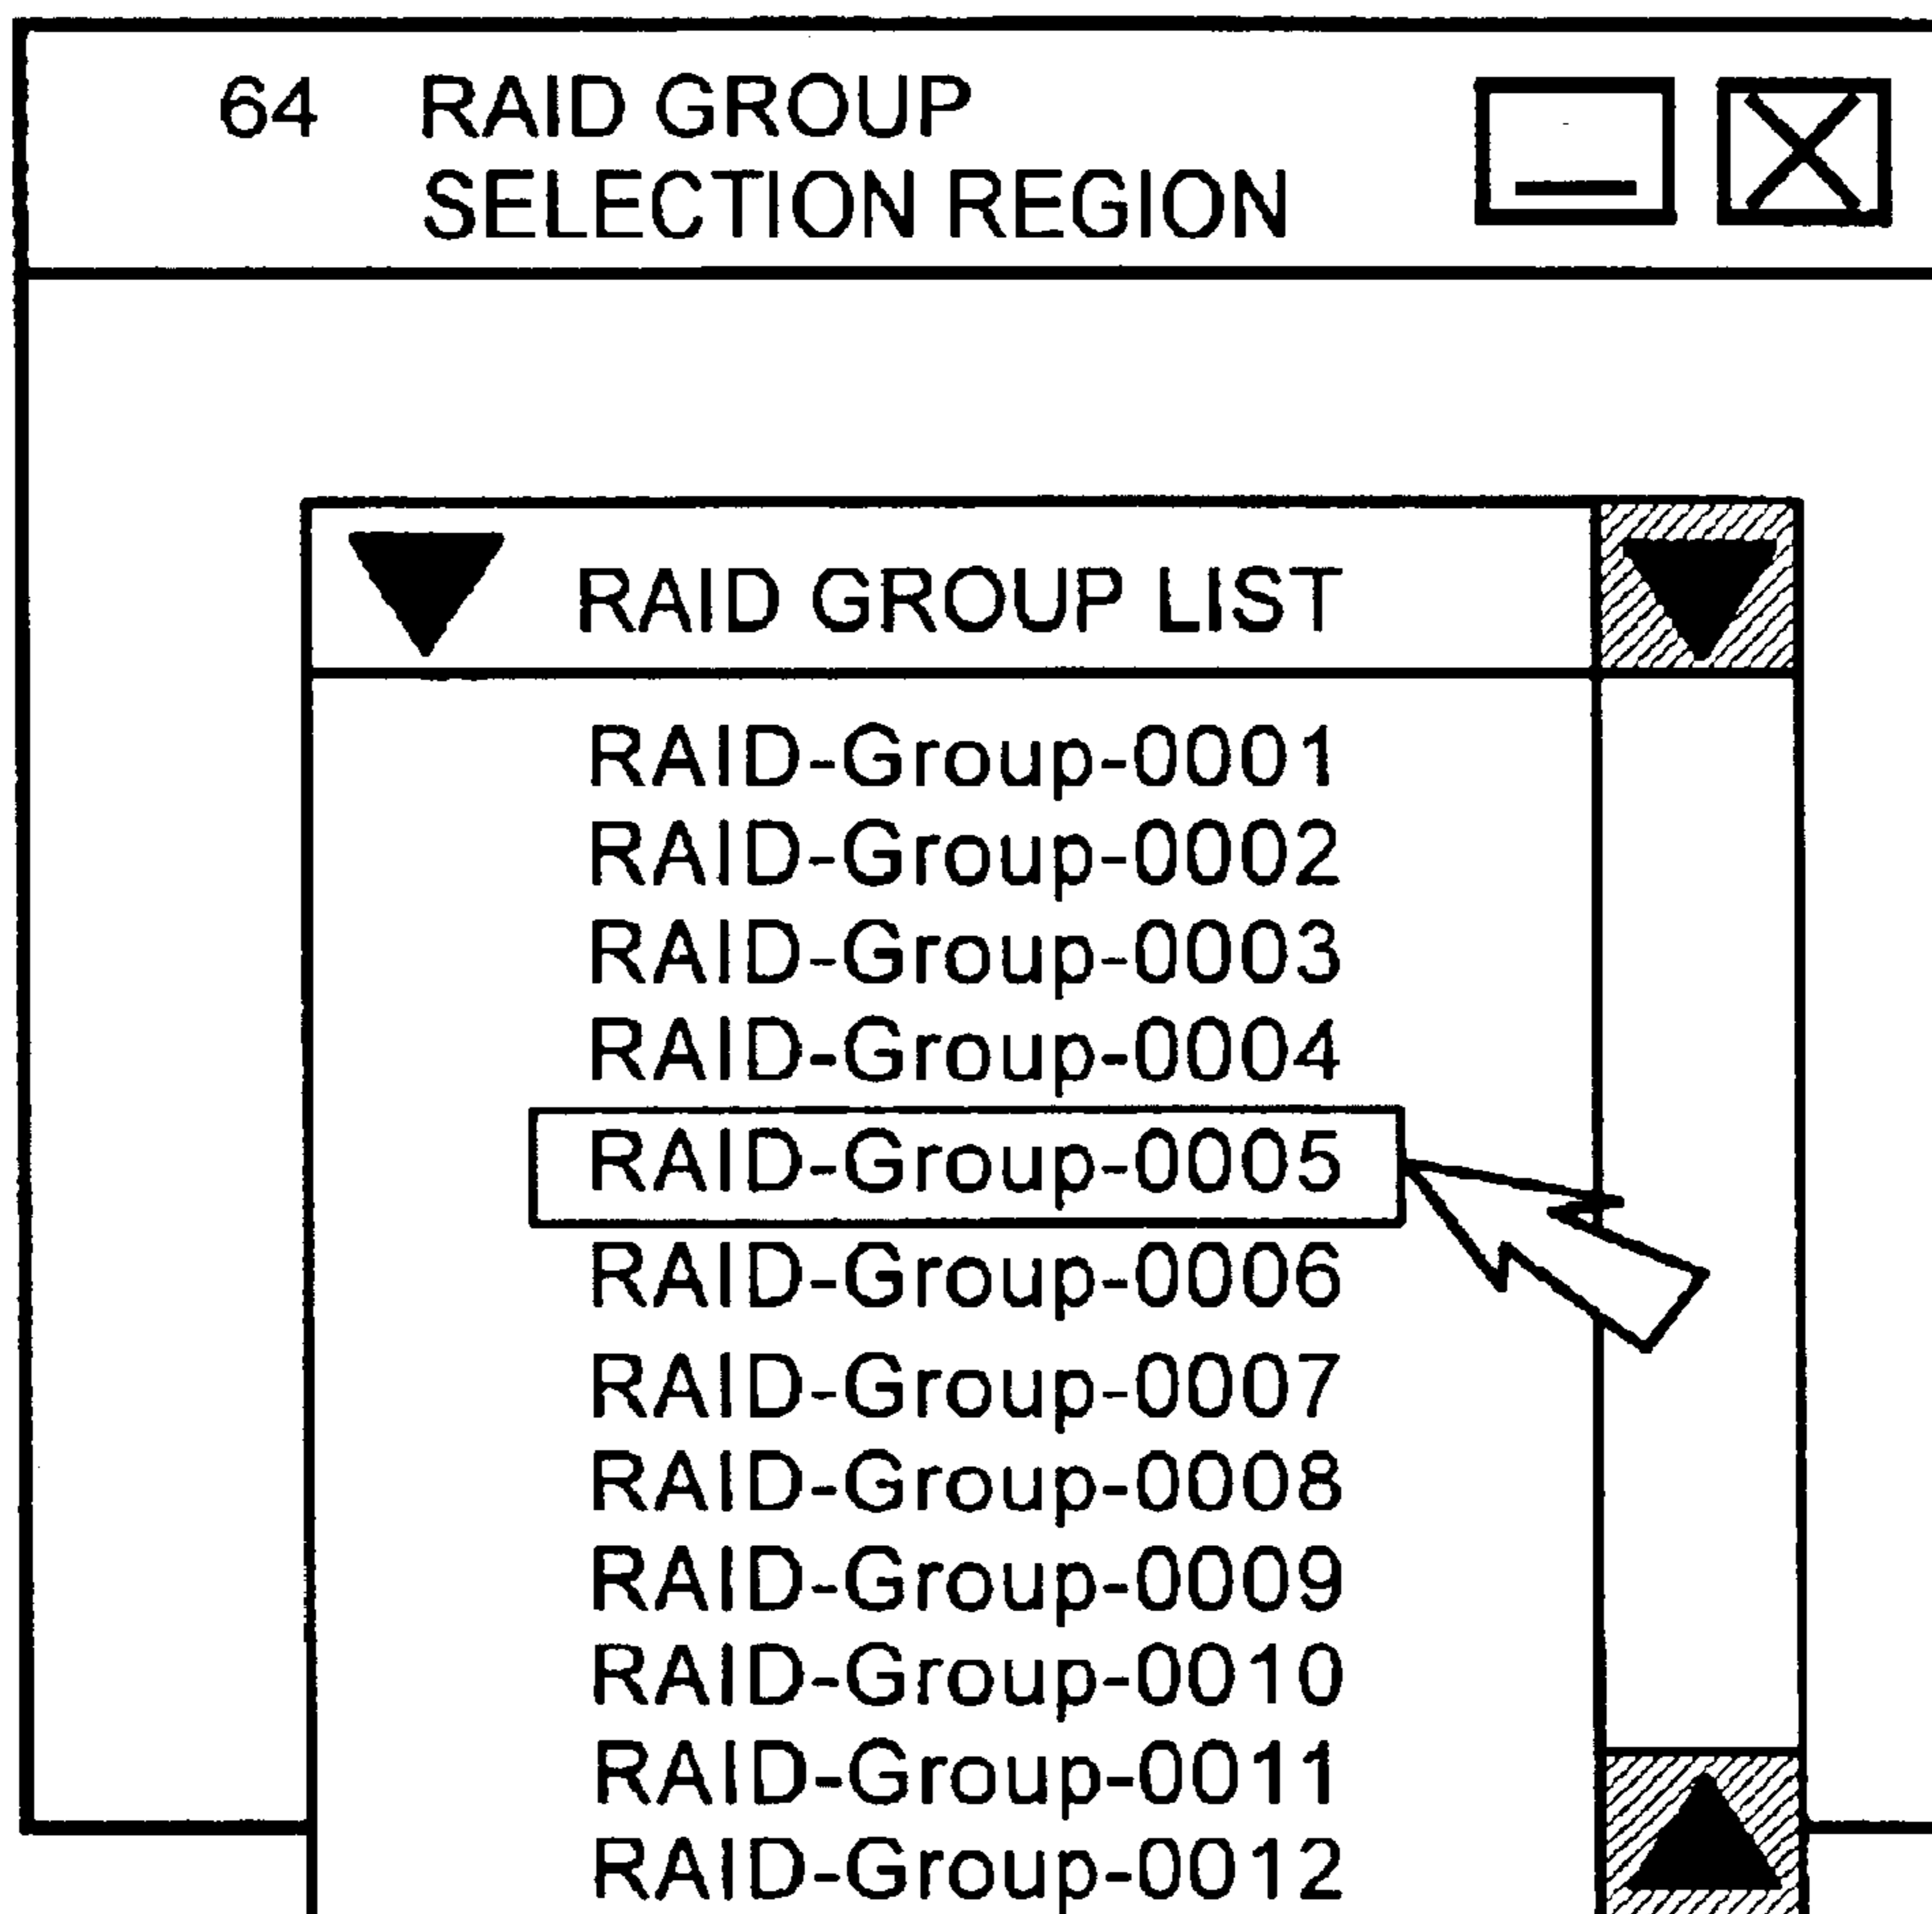 64 RAID GROUP
SELECTION REGION
RAID GROUP LIST
RAID-Group-0001
RAID-Group-0002
RAID-Group-0003
RAID-Group-0004
RAID-Group-0005
RAID-Group-0006
RAID-Group-0007
RAID-Group-0008
RAID-Group-0009
RAID-Group-0010
RAID-Group-0011
RAID-Group-0012